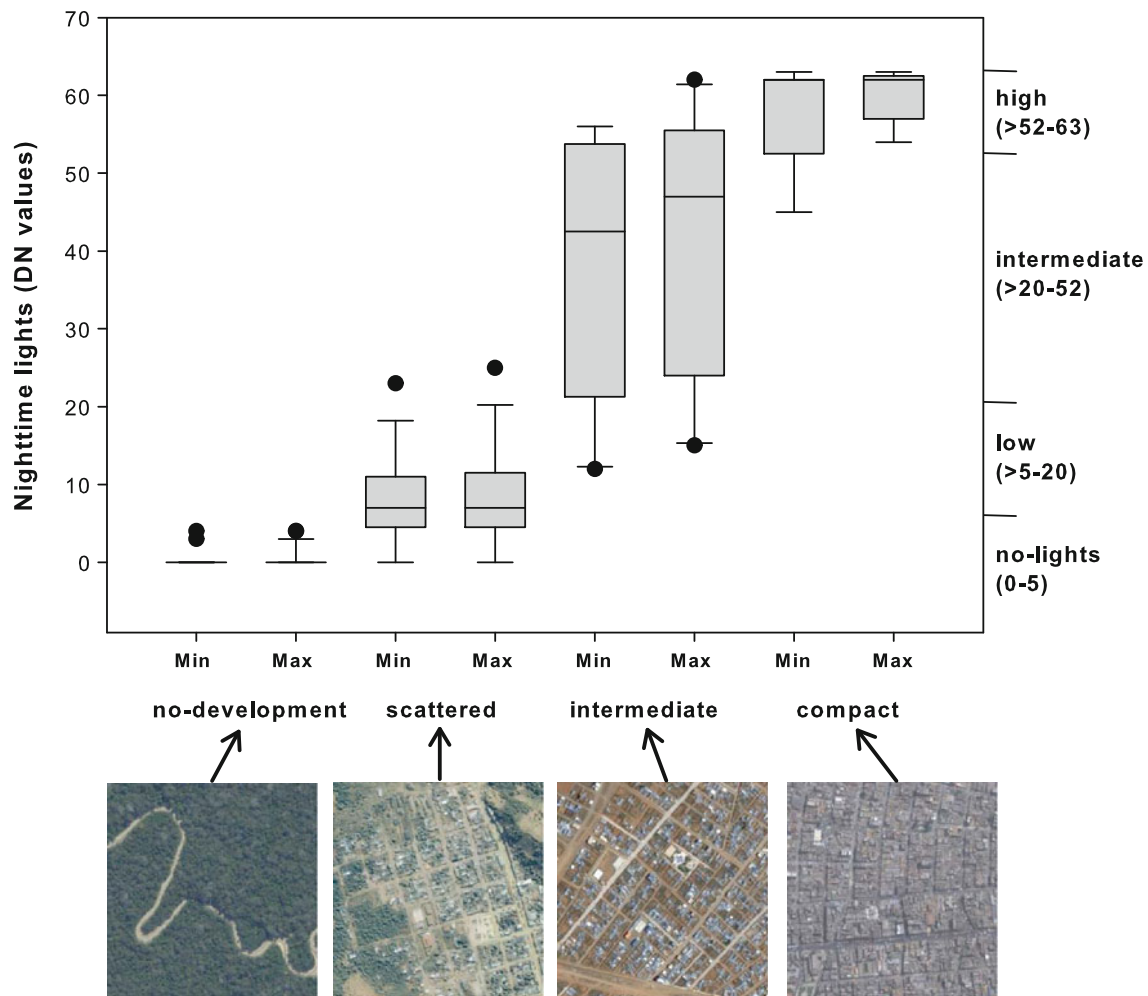 Nighttime lights (DN values)
70
60
50
40
30
20
10
0
high
(>52-63)
intermediate
(>20-52)
low
(>5-20)
no-lights
(0-5)
Min Max Min Max Min Max Min Max
no-development scattered intermediate compact